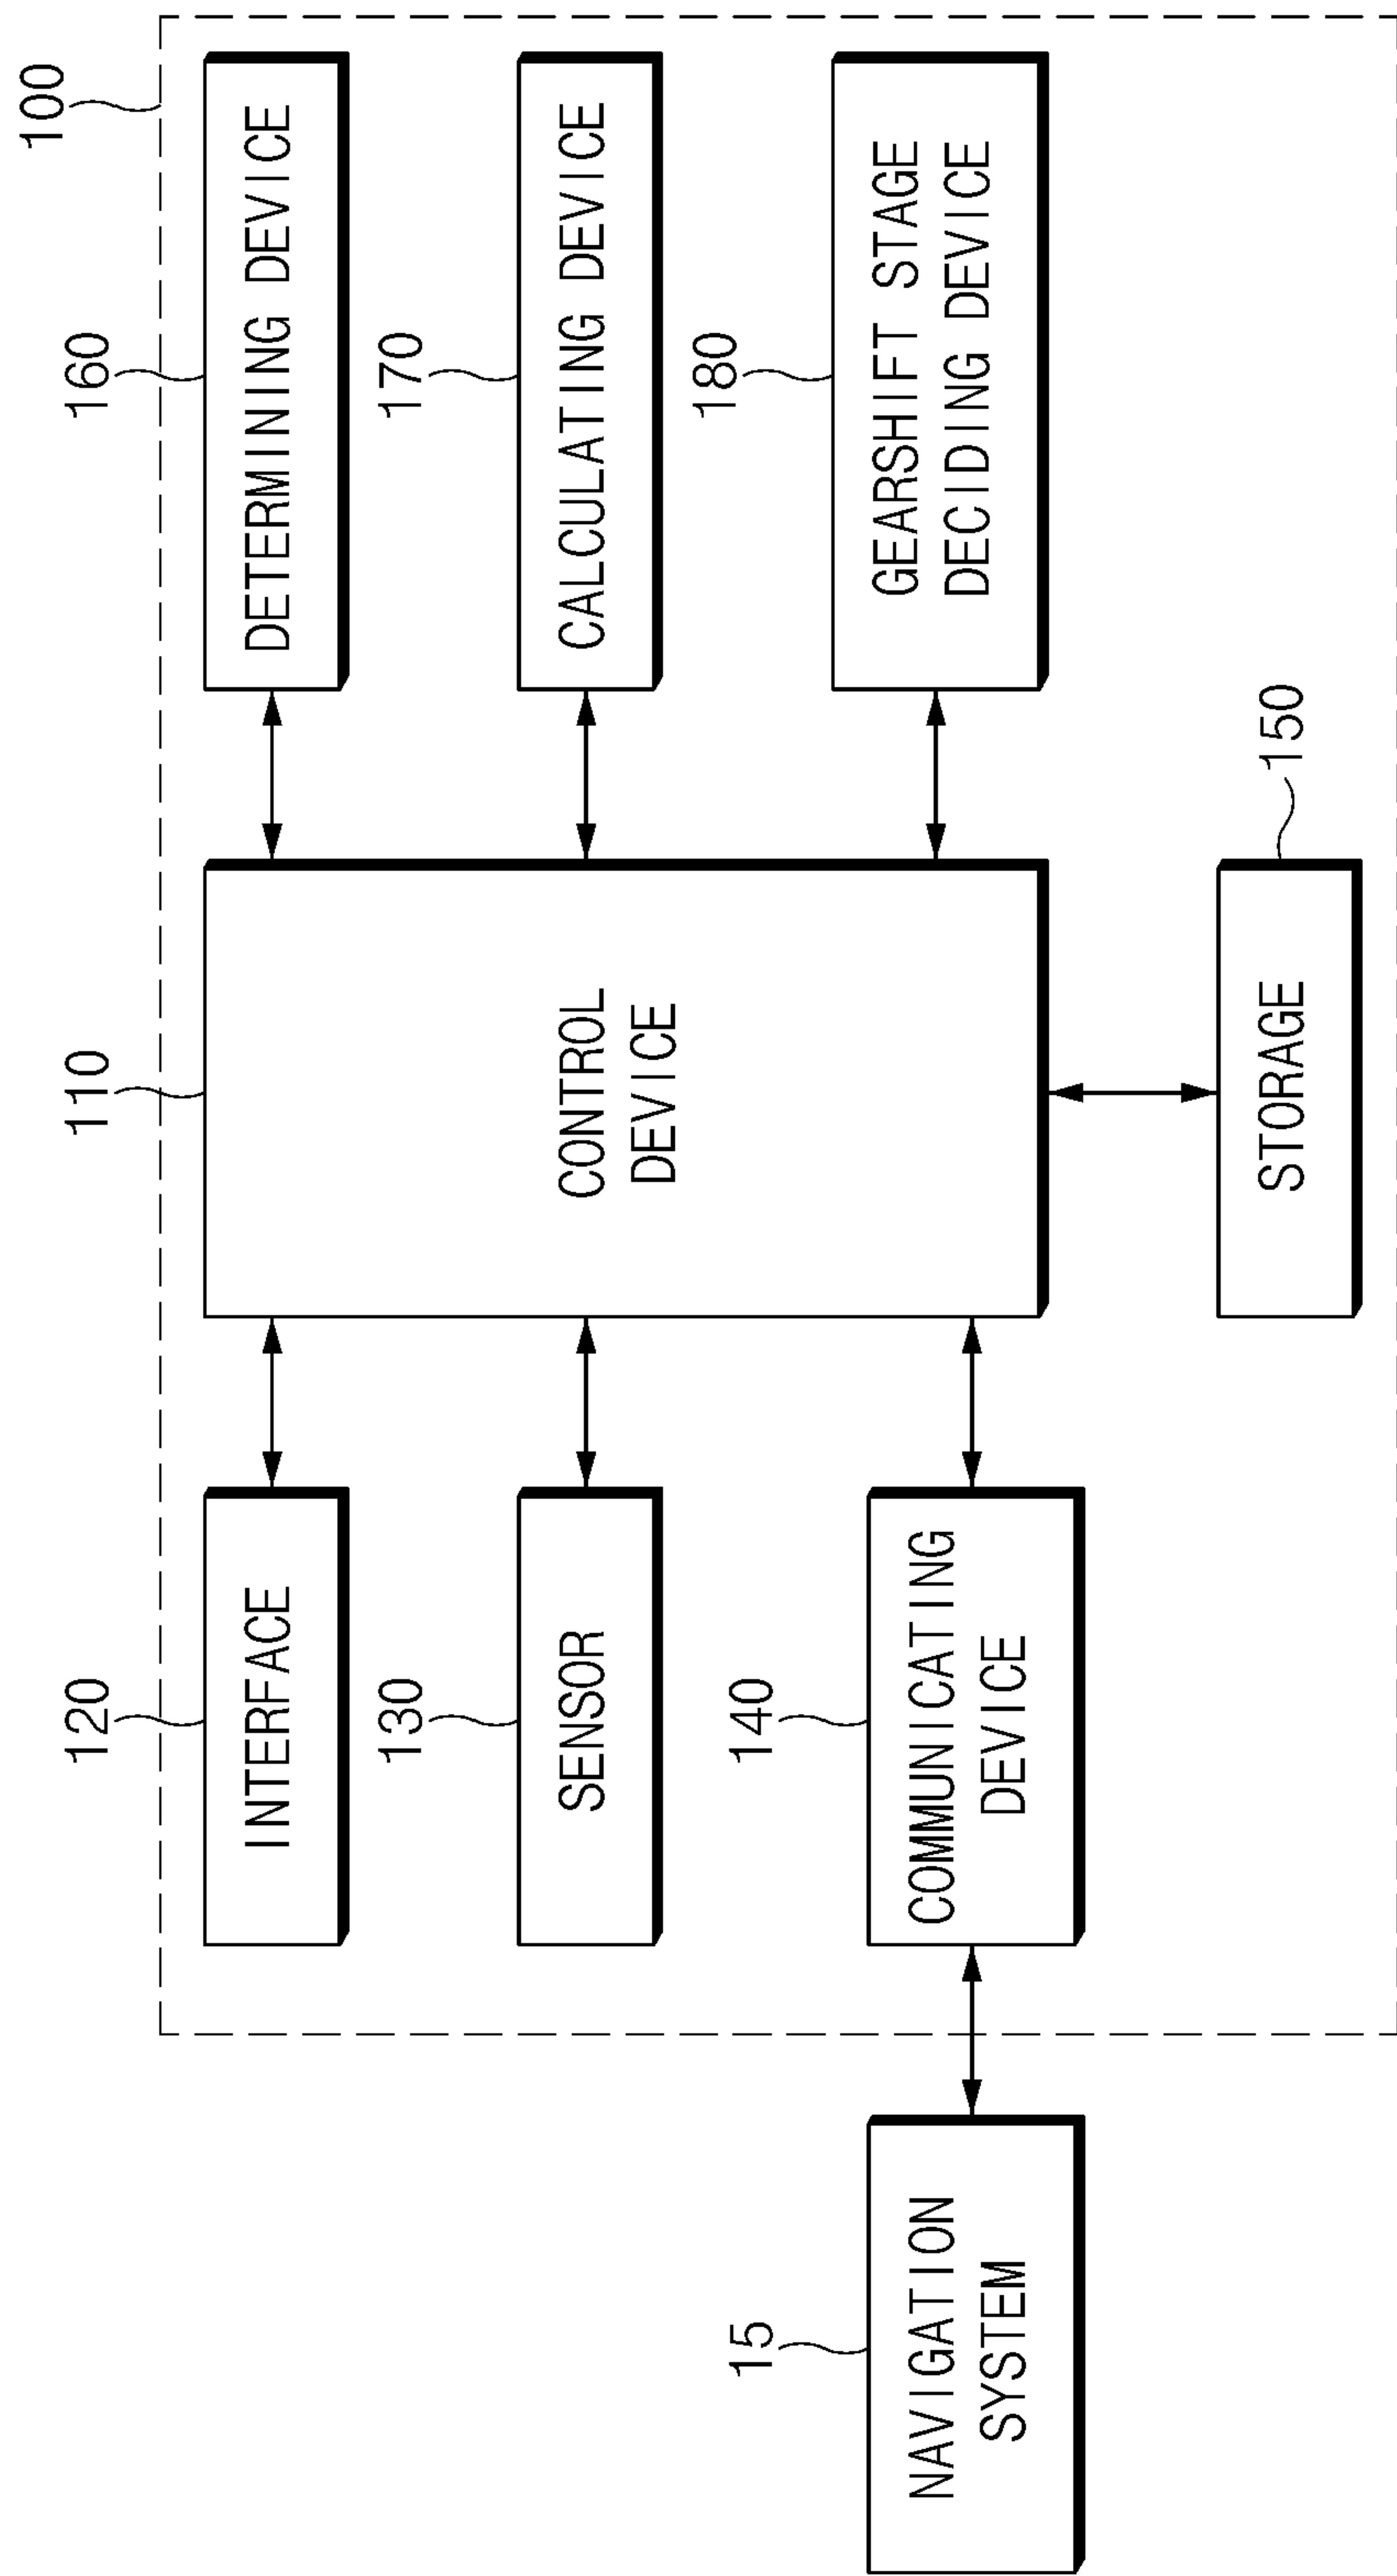 100
110
120
160
INTERFACE
DETERMINING DEVICE
130
170
SENSOR
CONTROL
DEVICE
CALCULATING DEVICE
15
140
180
NAVIGATION
SYSTEM
COMMUNICATING
DEVICE
GEARSHIFT STAGE
DECIDING DEVICE
STORAGE
150